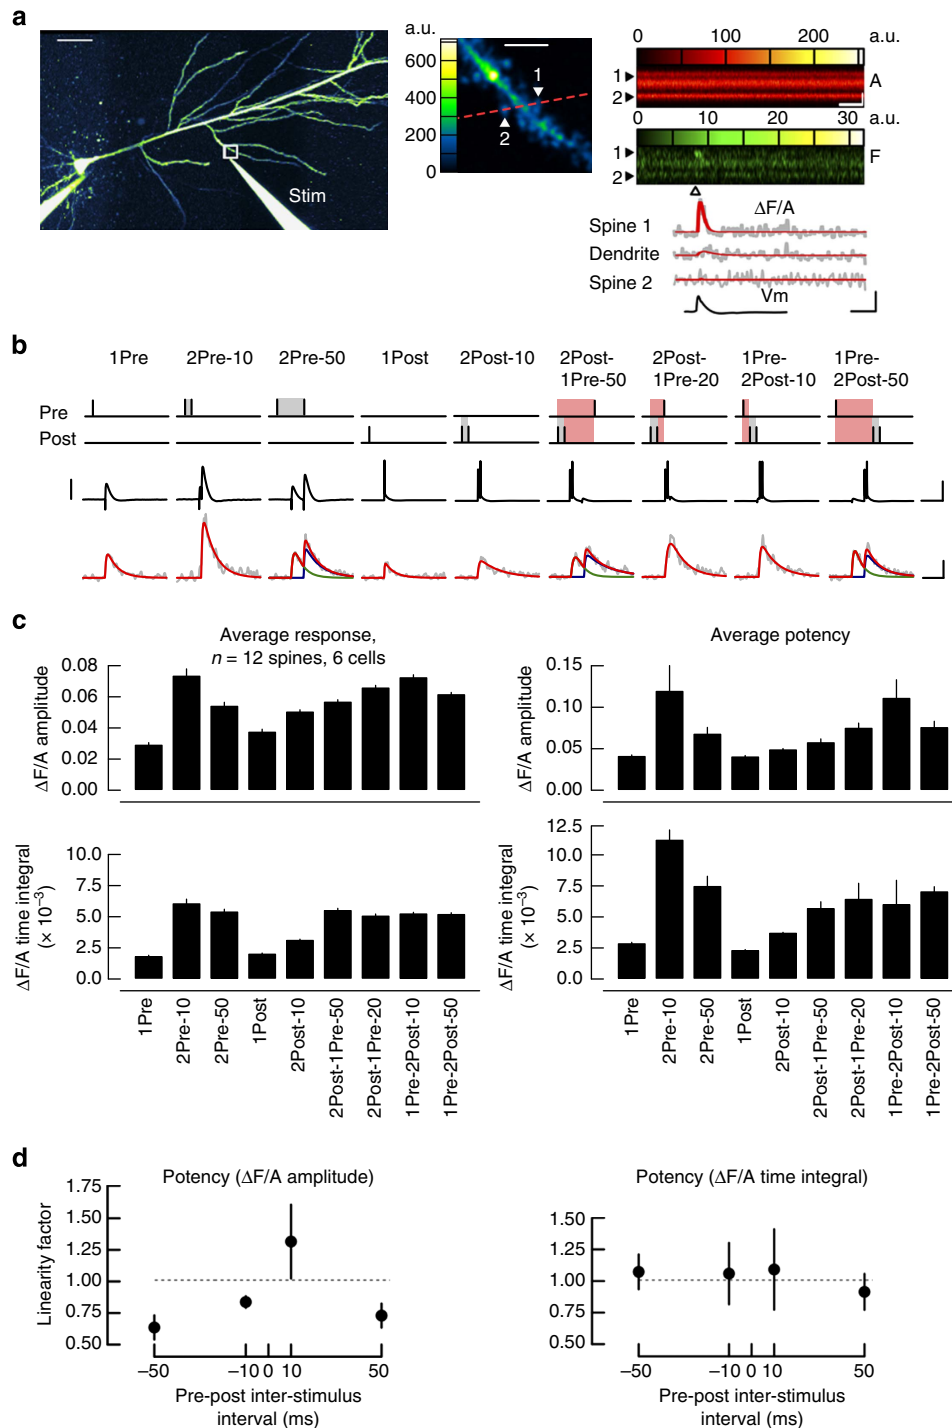 a
a.u.
600
400
200
0
1
2
Stim
0 100 200 a.u.
1
2
A
0 10 20 30 a.u.
1
2
F
ΔF/A
Spine 1
Dendrite
Spine 2
Vm
b
1Pre 2Pre-10 2Pre-50 1Post 2Post-10 2Post-1Pre-50 2Post-1Pre-20 1Pre-2Post-10 1Pre-2Post-50
Pre
Post
c
Average response,
n = 12 spines, 6 cells
ΔF/A amplitude
0.08
0.06
0.04
0.02
0.00
Average potency
ΔF/A amplitude
0.15
0.10
0.05
0.00
ΔF/A time integral
(× 10⁻³)
10.0
7.5
5.0
2.5
0.0
1Pre
2Pre-10
2Pre-50
1Post
2Post-10
2Post-1Pre-50
2Post-1Pre-20
1Pre-2Post-10
1Pre-2Post-50
ΔF/A time integral
(× 10⁻³)
12.5
10.0
7.5
5.0
2.5
0.0
1Pre
2Pre-10
2Pre-50
1Post
2Post-10
2Post-1Pre-50
2Post-1Pre-20
1Pre-2Post-10
1Pre-2Post-50
d
Potency (ΔF/A amplitude)
Linearity factor
1.75
1.50
1.25
1.00
0.75
0.50
−50 −10 0 10 50
Pre-post inter-stimulus
interval (ms)
Potency (ΔF/A time integral)
1.50
1.25
1.00
0.75
0.50
−50 −10 0 10 50
Pre-post inter-stimulus
interval (ms)